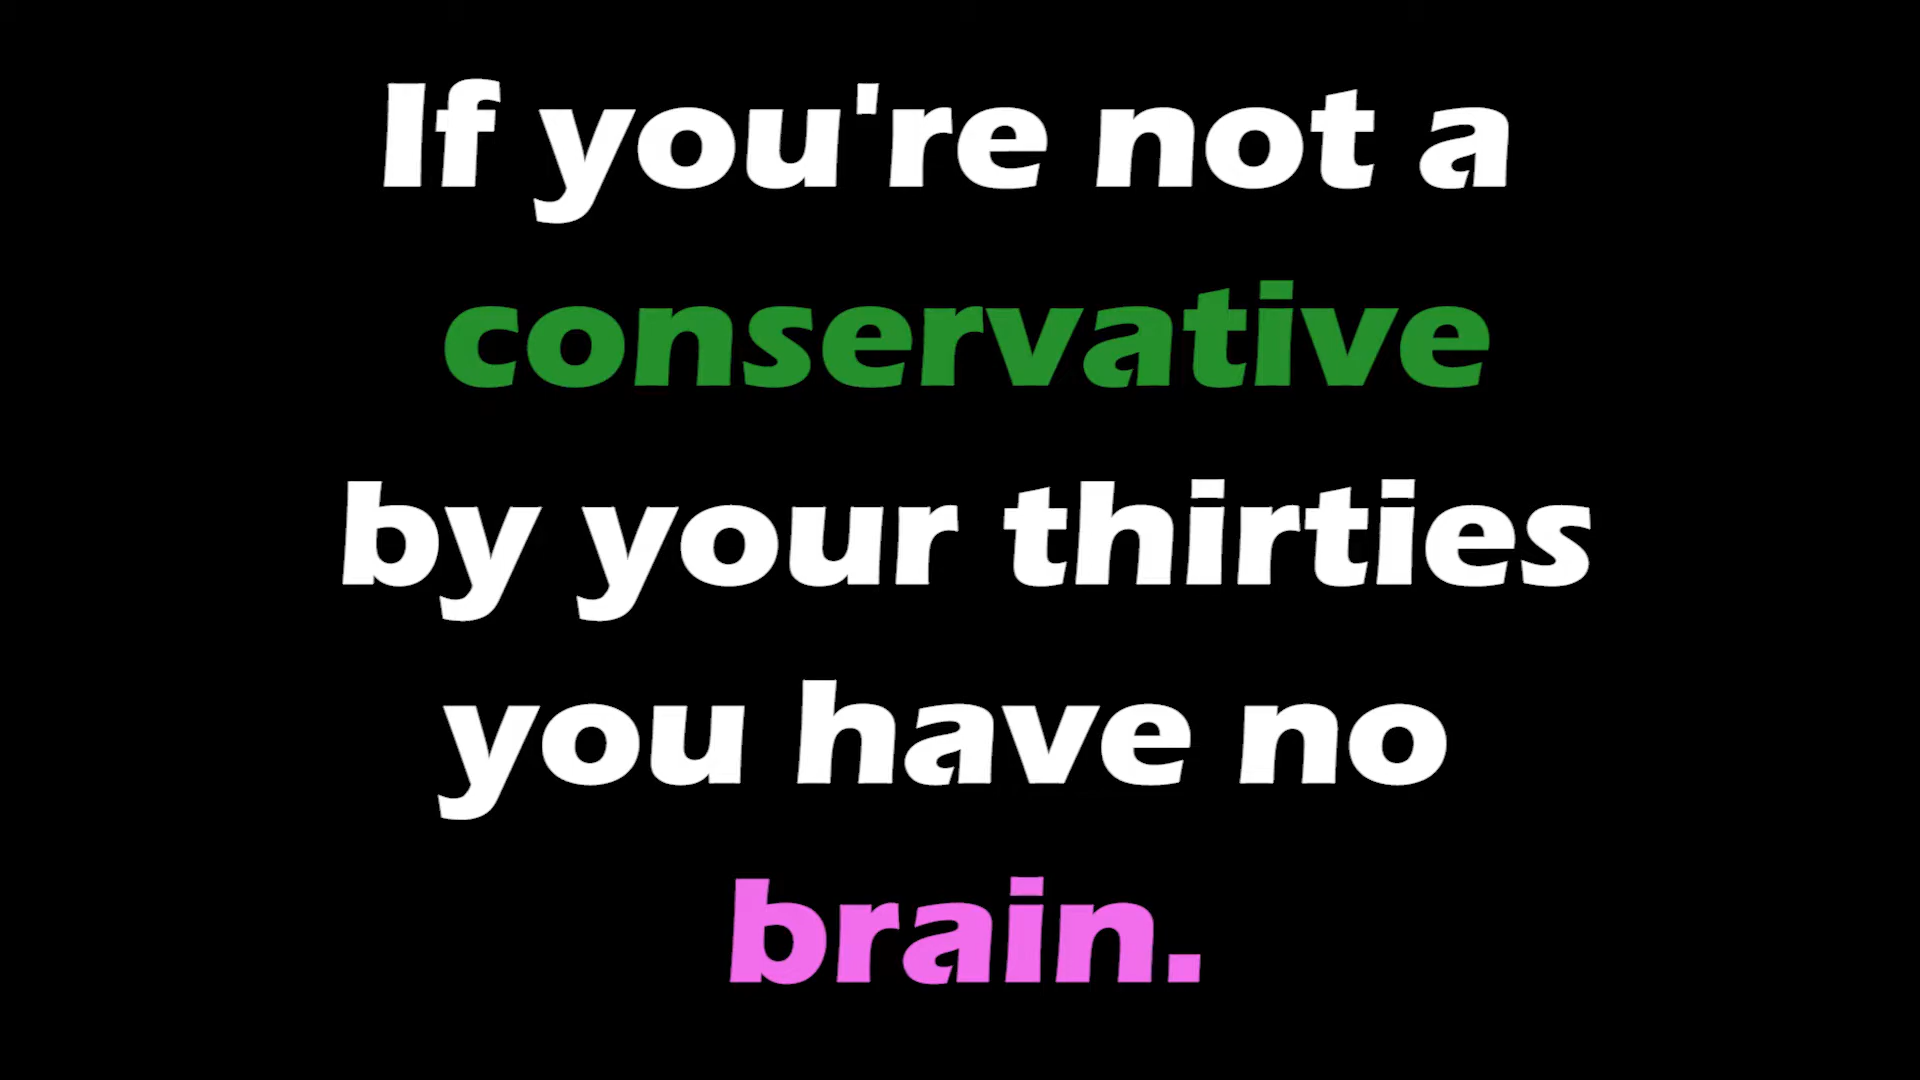 If you're not a
conservative
by your thirties
you have no
brain.